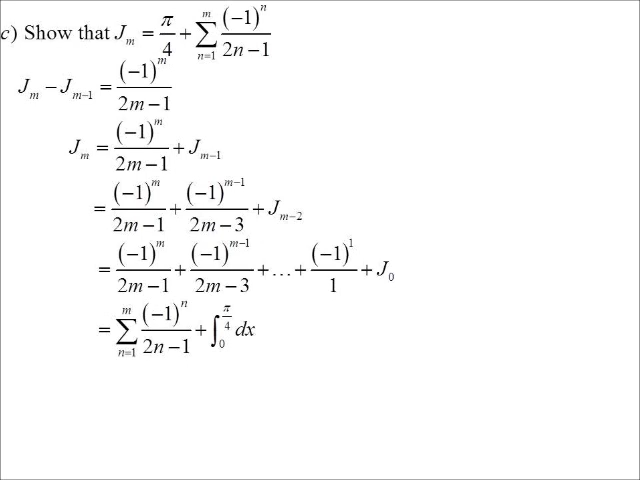 c) Show that J_m = π/4 + ∑_{n=1}^{m} (-1)^n/(2n-1)
J_m - J_{m-1} = (-1)^m/(2m-1)
J_m = (-1)^m/(2m-1) + J_{m-1}
= (-1)^m/(2m-1) + (-1)^{m-1}/(2m-3) + J_{m-2}
= (-1)^m/(2m-1) + (-1)^{m-1}/(2m-3) + ... + (-1)^1/1 + J_0
= ∑_{n=1}^{m} (-1)^n/(2n-1) + ∫_0^{π/4} dx